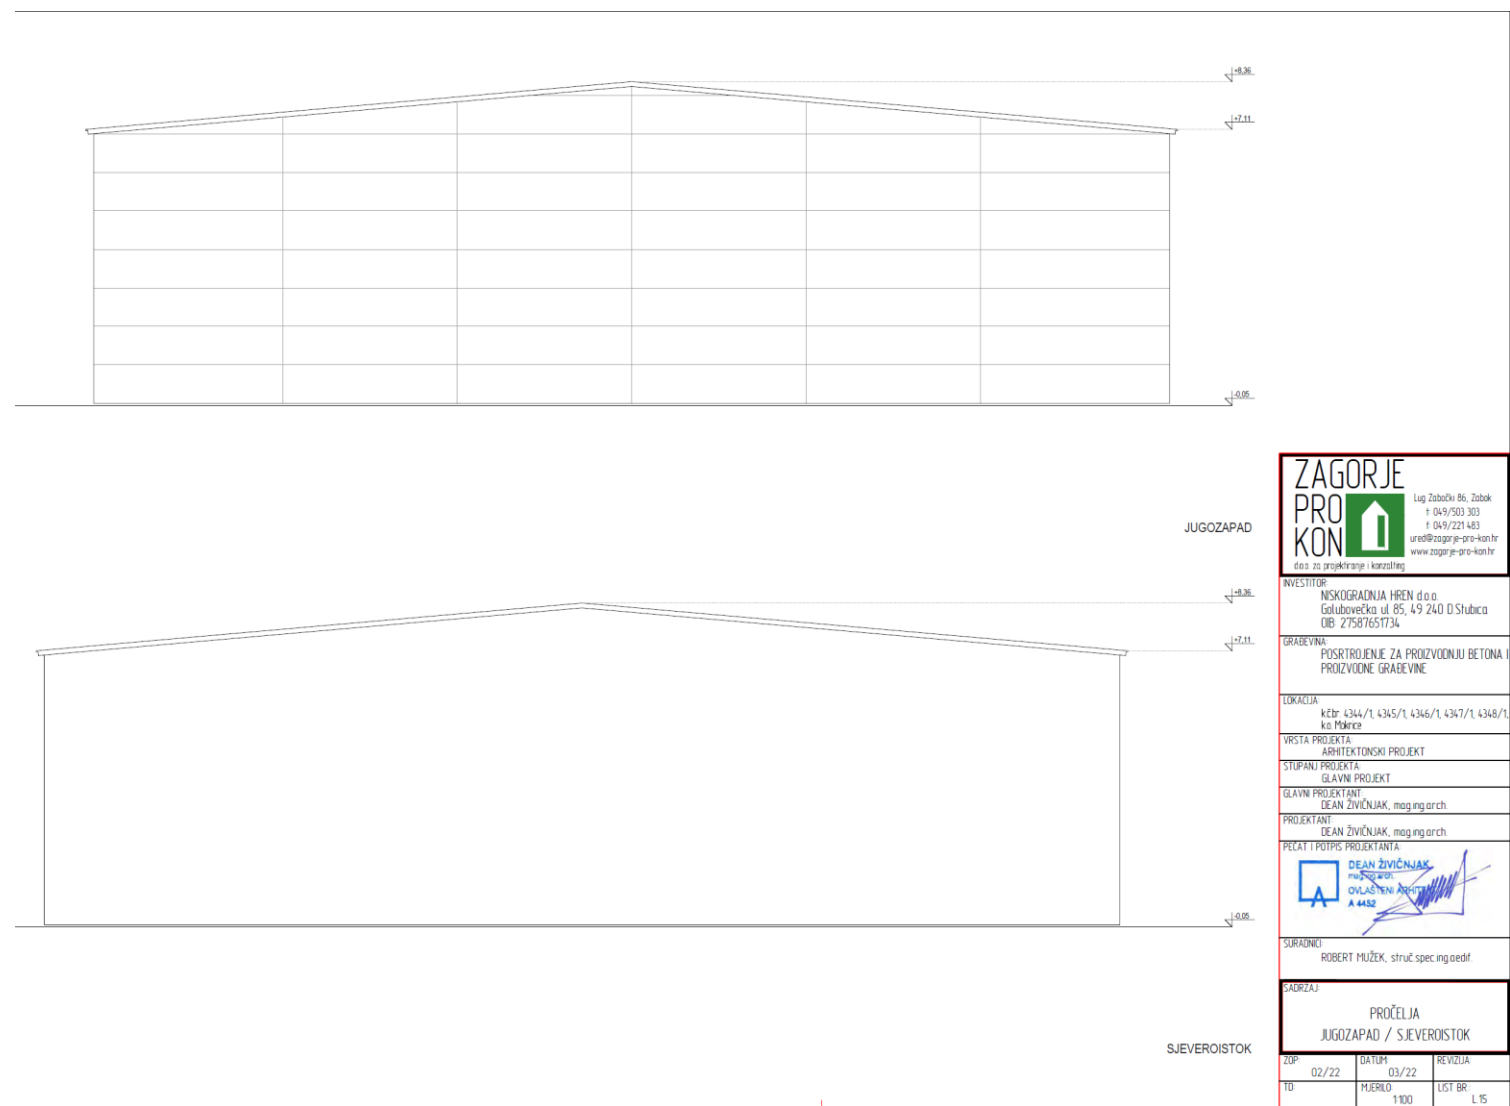 +8,36
+7,11
-0,05
JUGOZAPAD
+8,36
+7,11
-0,05
SJEVEROISTOK
ZAGORJE
PRO
KON
d.o.o. za projektiranje i konzalting
Lug Zabočki 86, Zabok
t: 049/503 303
f: 049/221 483
ured@zagorje-pro-kon.hr
www.zagorje-pro-kon.hr
INVESTITOR:
NISKOGRADNJA HREN d.o.o.
Golubovečka ul 85, 49 240 D.Stubica
OIB: 27587651734
GRAĐEVINA:
POSRTROJENJE ZA PROIZVODNJU BETONA I
PROIZVODNE GRAĐEVINE
LOKACIJA:
k.č.br. 4344/1, 4345/1, 4346/1, 4347/1, 4348/1,
k.o. Mokrice
VRSTA PROJEKTA:
ARHITEKTONSKI PROJEKT
STUPANJ PROJEKTA:
GLAVNI PROJEKT
GLAVNI PROJEKTANT:
DEAN ŽIVIČNJAK, mag.ing.arch.
PROJEKTANT:
DEAN ŽIVIČNJAK, mag.ing.arch.
PEČAT I POTPIS PROJEKTANTA:
DEAN ŽIVIČNJAK
mag.ing.arch.
OVLAŠTENI
A 4452
SURADNICI:
ROBERT MUŽEK, struč.spec.ing.aedif.
SADRŽAJ:
PROČELJA
JUGOZAPAD / SJEVEROISTOK
ZOP: 02/22
DATUM: 03/22
REVIZIJA:
TD:
MJERILO: 1:100
LIST BR: L.15